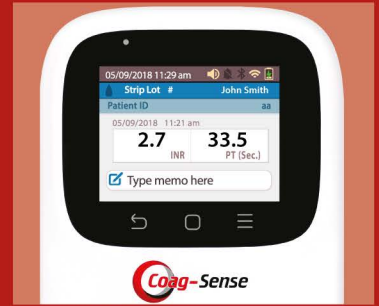 05/09/2018 11:29 am
Strip Lot # John Smith
Patient ID aa
05/09/2018 11:21 am
2.7 33.5
INR PT (Sec.)
Type memo here
Coag-Sense